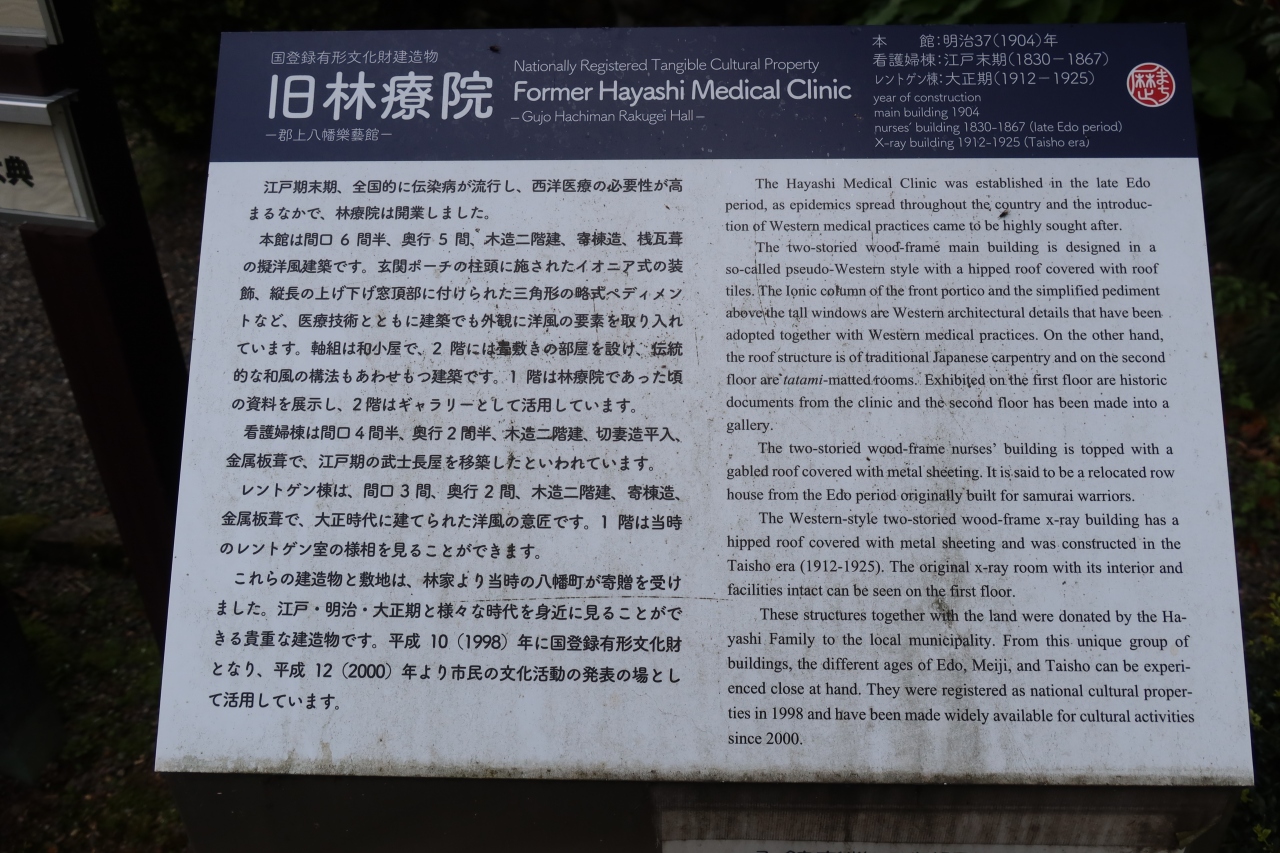 国登録有形文化財建造物
旧林療院
－郡上八幡樂藝館－
Nationally Registered Tangible Cultural Property
Former Hayashi Medical Clinic
– Gujo Hachiman Rakugei Hall –
本　　館：明治37(1904)年
看護婦棟：江戸末期(1830－1867)
レントゲン棟：大正期(1912－1925)
year of construction
main building 1904
nurses' building 1830-1867 (late Edo period)
X-ray building 1912-1925 (Taisho era)
江戸期末期、全国的に伝染病が流行し、西洋医療の必要性が高
まるなかで、林療院は開業しました。
本館は間口 6 間半、奥行 5 間、木造二階建、寄棟造、桟瓦葺
の擬洋風建築です。玄関ポーチの柱頭に施されたイオニア式の装
飾、縦長の上げ下げ窓頂部に付けられた三角形の略式ペディメン
トなど、医療技術とともに建築でも外観に洋風の要素を取り入れ
ています。軸組は和小屋で、2 階には畳敷きの部屋を設け、伝統
的な和風の構法もあわせもつ建築です。1 階は林療院であった頃
の資料を展示し、2階はギャラリーとして活用しています。
看護婦棟は間口4間半、奥行2間半、木造二階建、切妻造平入、
金属板葺で、江戸期の武士長屋を移築したといわれています。
レントゲン棟は、間口 3 間、奥行 2 間、木造二階建、寄棟造、
金属板葺で、大正時代に建てられた洋風の意匠です。1 階は当時
のレントゲン室の様相を見ることができます。
これらの建造物と敷地は、林家より当時の八幡町が寄贈を受け
ました。江戸・明治・大正期と様々な時代を身近に見ることがで
きる貴重な建造物です。平成 10（1998）年に国登録有形文化財
となり、平成 12（2000）年より市民の文化活動の発表の場とし
て活用しています。
The Hayashi Medical Clinic was established in the late Edo
period, as epidemics spread throughout the country and the introduc-
tion of Western medical practices came to be highly sought after.
The two-storied wood-frame main building is designed in a
so-called pseudo-Western style with a hipped roof covered with roof
tiles. The Ionic column of the front portico and the simplified pediment
above the tall windows are Western architectural details that have been
adopted together with Western medical practices. On the other hand,
the roof structure is of traditional Japanese carpentry and on the second
floor are tatami-matted rooms. Exhibited on the first floor are historic
documents from the clinic and the second floor has been made into a
gallery.
The two-storied wood-frame nurses' building is topped with a
gabled roof covered with metal sheeting. It is said to be a relocated row
house from the Edo period originally built for samurai warriors.
The Western-style two-storied wood-frame x-ray building has a
hipped roof covered with metal sheeting and was constructed in the
Taisho era (1912-1925). The original x-ray room with its interior and
facilities intact can be seen on the first floor.
These structures together with the land were donated by the Ha-
yashi Family to the local municipality. From this unique group of
buildings, the different ages of Edo, Meiji, and Taisho can be experi-
enced close at hand. They were registered as national cultural proper-
ties in 1998 and have been made widely available for cultural activities
since 2000.